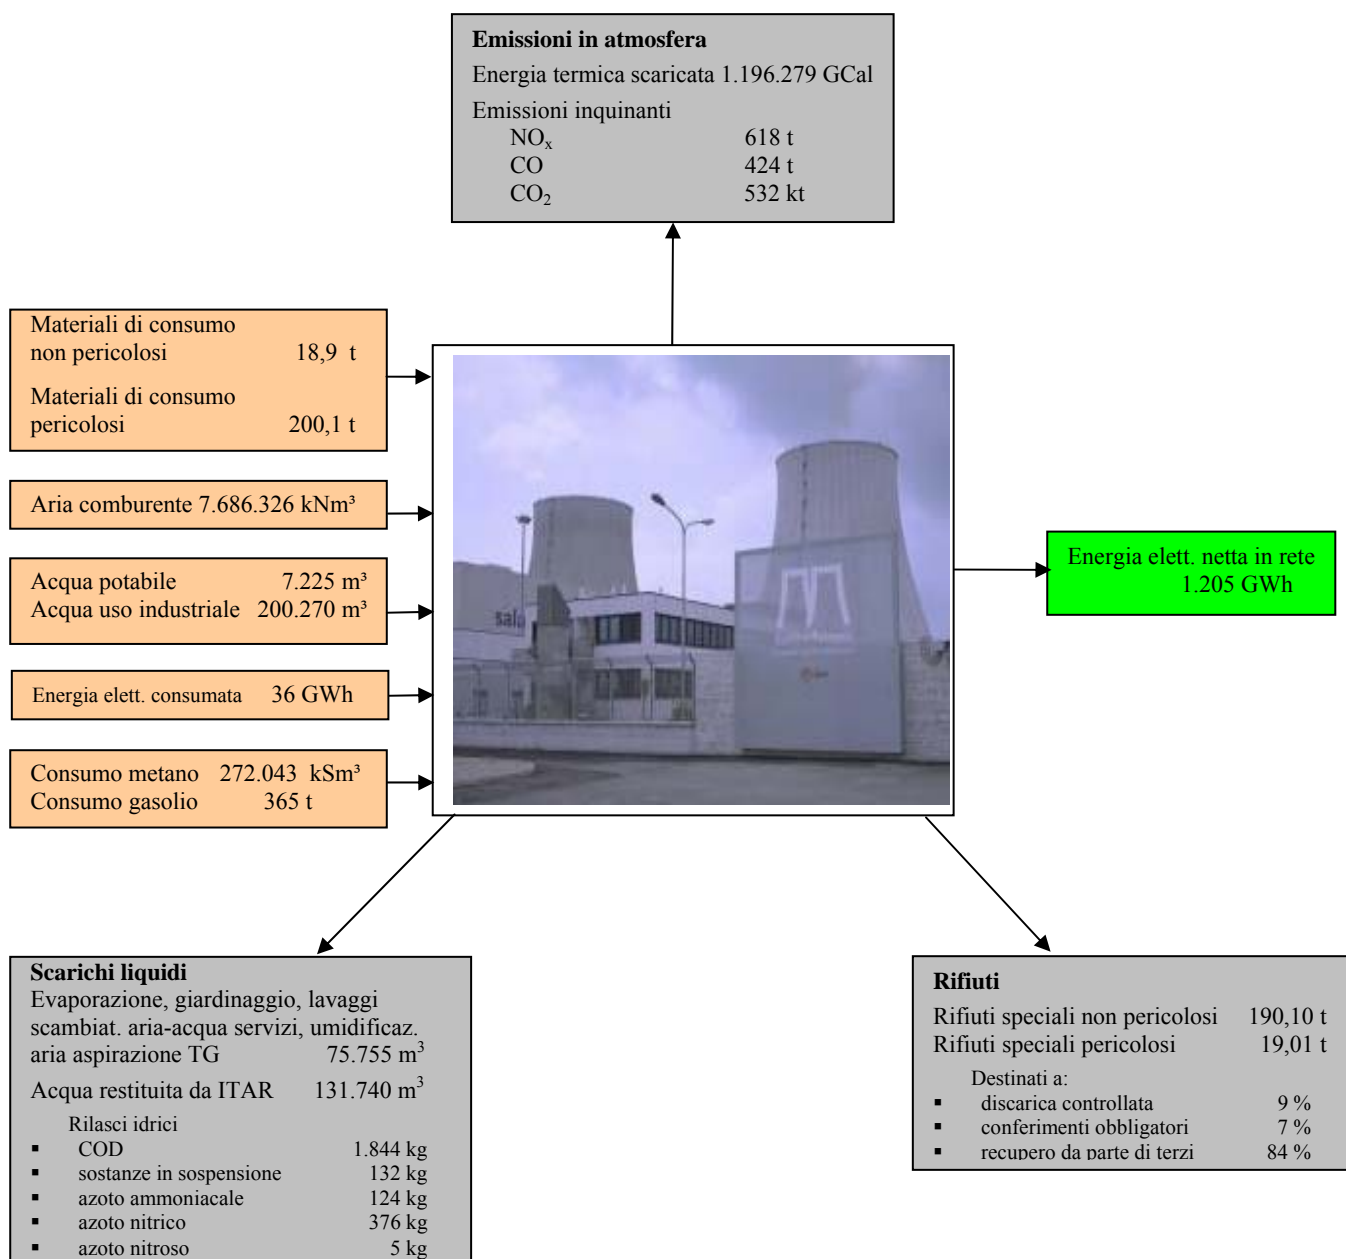 Emissioni in atmosfera
Energia termica scaricata 1.196.279 GCal
Emissioni inquinanti
NOx 618 t
CO 424 t
CO2 532 kt
Materiali di consumo
non pericolosi 18,9 t
Materiali di consumo
pericolosi 200,1 t
Aria comburente 7.686.326 kNm³
Acqua potabile 7.225 m³
Acqua uso industriale 200.270 m³
Energia elett. consumata 36 GWh
Consumo metano 272.043 kSm³
Consumo gasolio 365 t
Energia elett. netta in rete
1.205 GWh
Scarichi liquidi
Evaporazione, giardinaggio, lavaggi
scambiat. aria-acqua servizi, umidificaz.
aria aspirazione TG 75.755 m³
Acqua restituita da ITAR 131.740 m³
Rilasci idrici
▪ COD 1.844 kg
▪ sostanze in sospensione 132 kg
▪ azoto ammoniacale 124 kg
▪ azoto nitrico 376 kg
▪ azoto nitroso 5 kg
Rifiuti
Rifiuti speciali non pericolosi 190,10 t
Rifiuti speciali pericolosi 19,01 t
Destinati a:
▪ discarica controllata 9 %
▪ conferimenti obbligatori 7 %
▪ recupero da parte di terzi 84 %